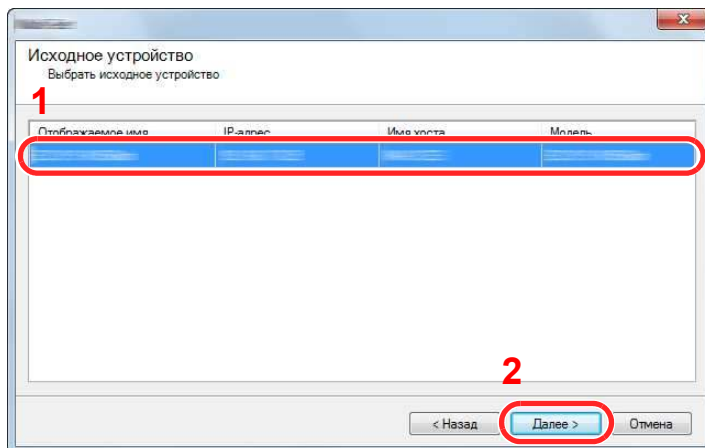 Исходное устройство
Выбрать исходное устройство
1
Отображаемое имя IP-адрес Имя хоста Модель
2
< Назад Далее > Отмена